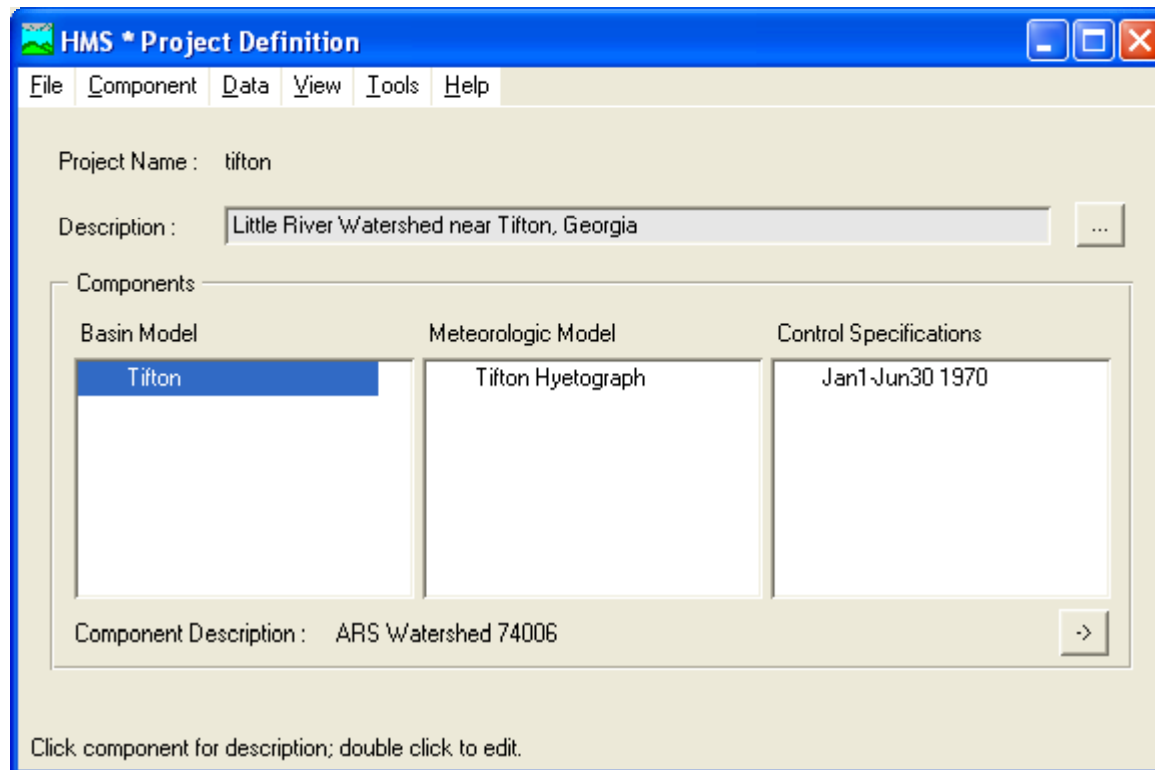 HMS * Project Definition
File Component Data View Tools Help
Project Name : tifton
Description : Little River Watershed near Tifton, Georgia ...
Components
Basin Model Meteorologic Model Control Specifications
Tifton Tifton Hyetograph Jan1-Jun30 1970
Component Description : ARS Watershed 74006 ->
Click component for description; double click to edit.